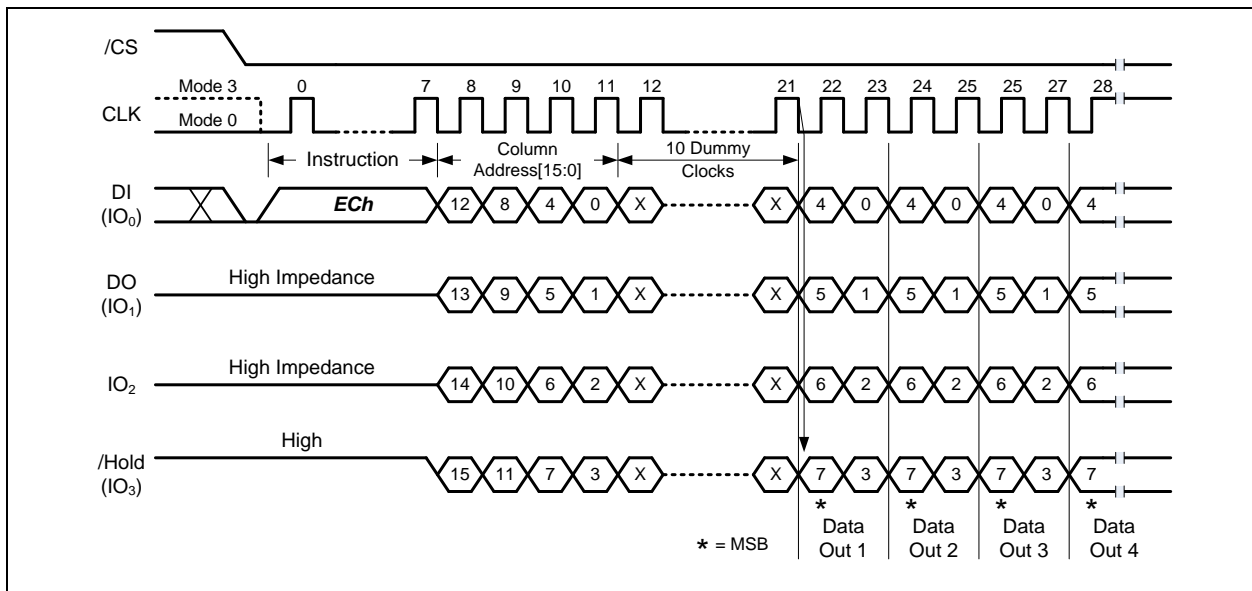 /CS
Mode 3 0 7 8 9 10 11 12 21 22 23 24 25 25 27 28
CLK
Mode 0
Instruction
Column
Address[15:0]
10 Dummy
Clocks
DI
(IO0)
ECh 12 8 4 0 X X 4 0 4 0 4 0 4
High Impedance
DO
(IO1)
13 9 5 1 X X 5 1 5 1 5 1 5
High Impedance
IO2
14 10 6 2 X X 6 2 6 2 6 2 6
High
/Hold
(IO3)
15 11 7 3 X X 7 3 7 3 7 3 7
* * * *
* = MSB
Data
Out 1
Data
Out 2
Data
Out 3
Data
Out 4